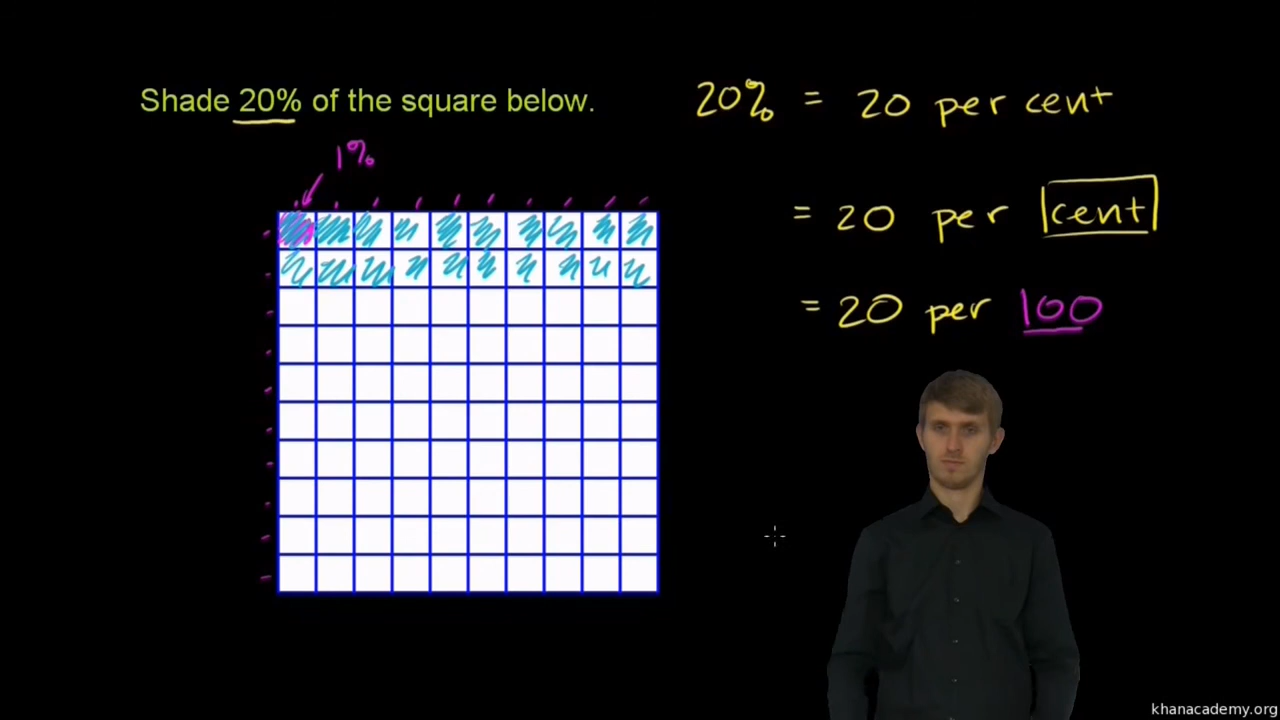 Shade 20% of the square below.
20% = 20 per cent
1%
= 20 per cent
= 20 per 100
khanacademy.org